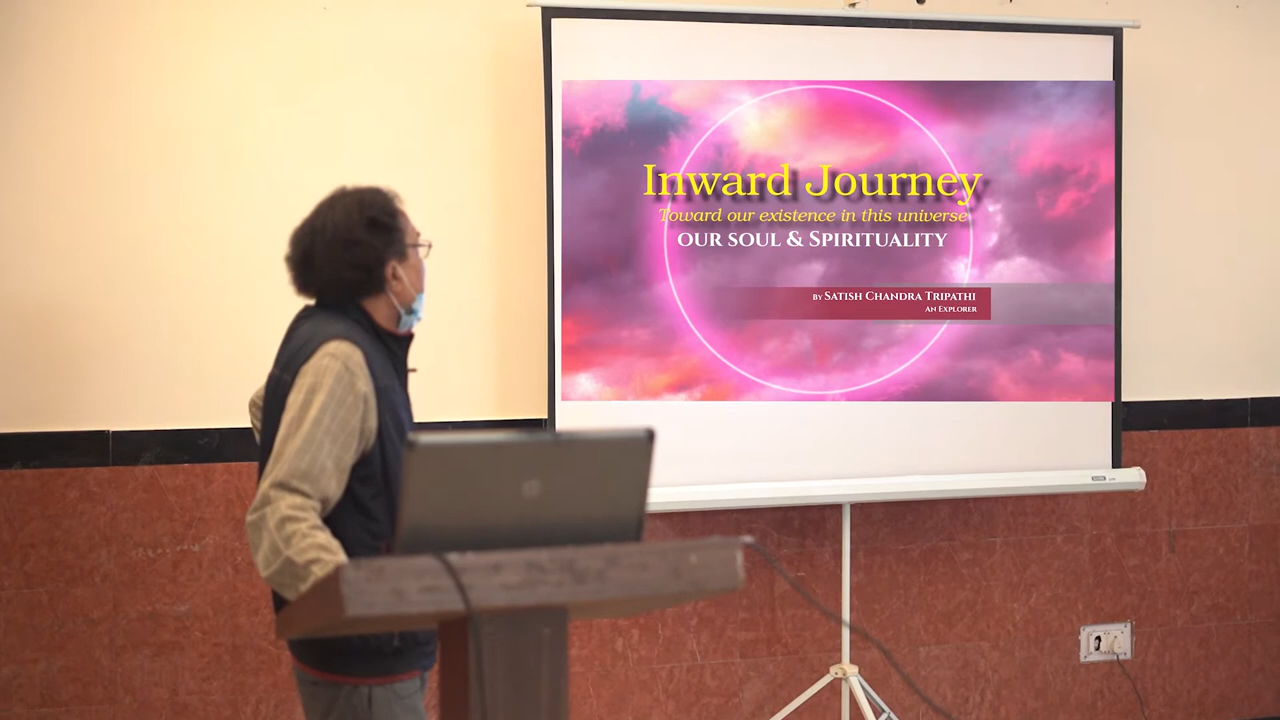 Inward Journey
Toward our existence in this universe
OUR SOUL & SPIRITUALITY
BY SATISH CHANDRA TRIPATHI
AN EXPLORER